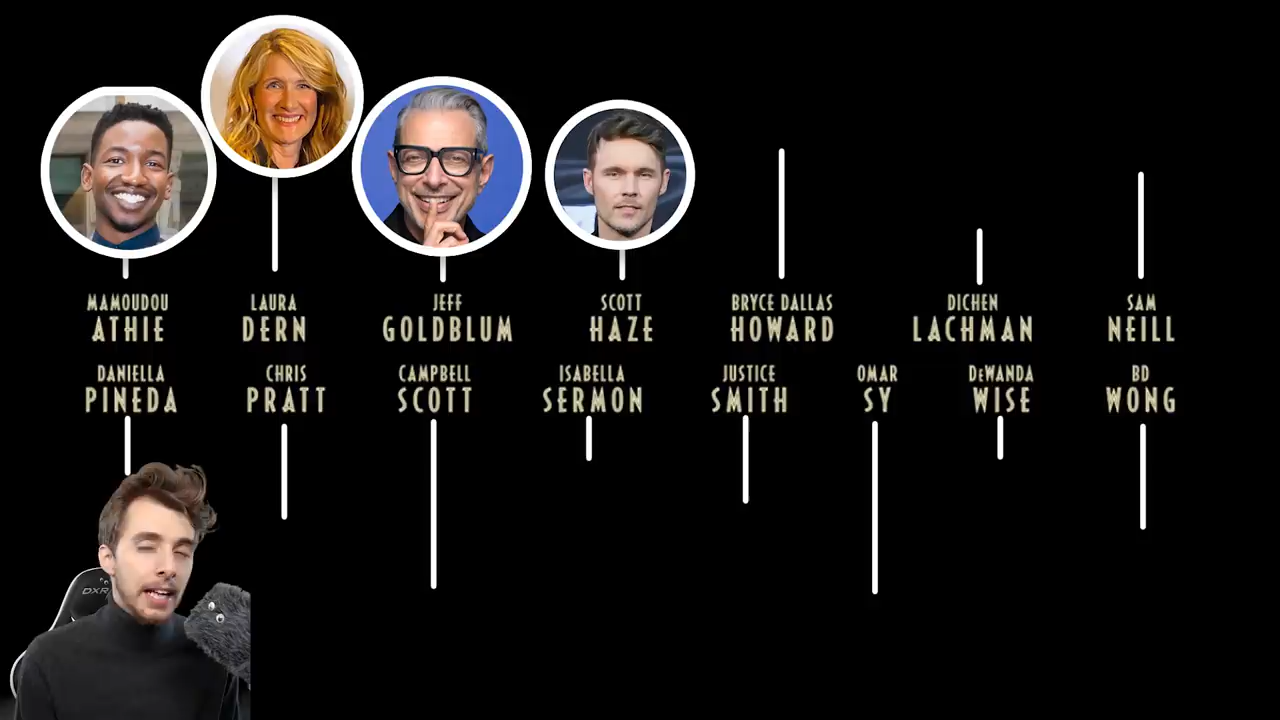 MAMOUDOU LAURA JEFF SCOTT BRYCE DALLAS DICHEN SAM
ATHIE DERN GOLDBLUM HAZE HOWARD LACHMAN NEILL
DANIELLA CHRIS CAMPBELL ISABELLA JUSTICE OMAR DeWANDA BD
PINEDA PRATT SCOTT SERMON SMITH SY WISE WONG
DXR